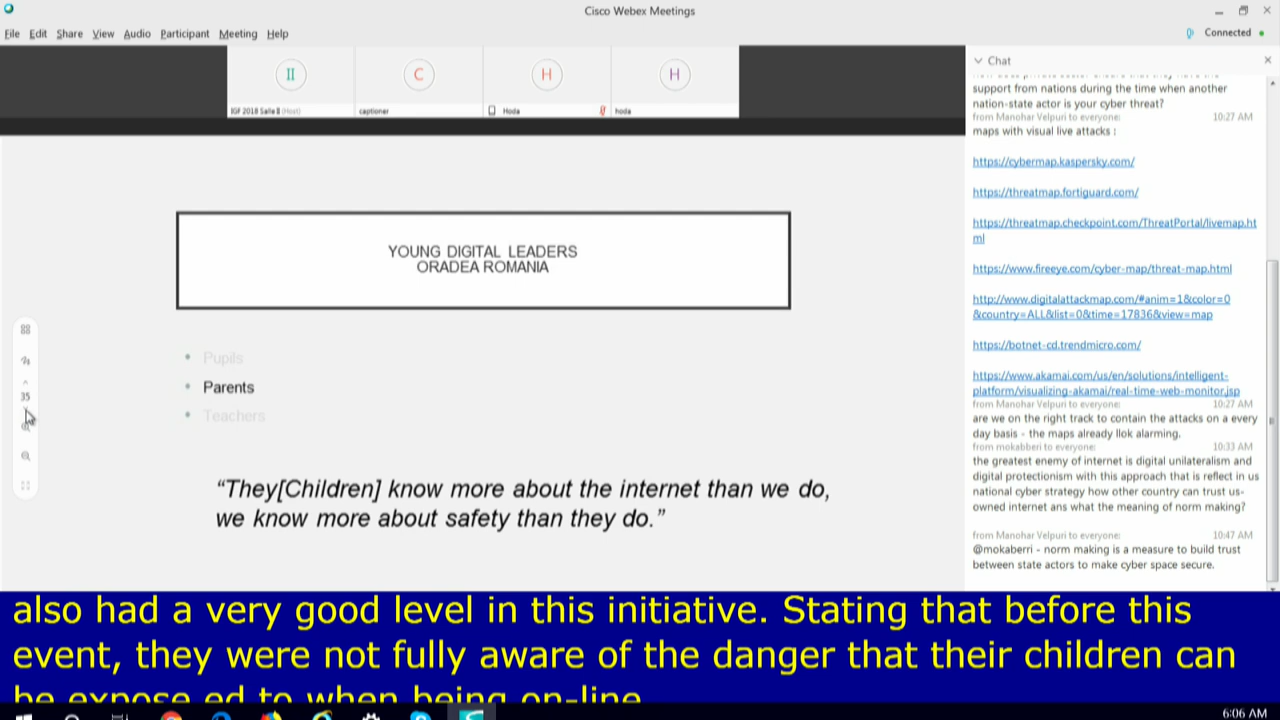 Cisco Webex Meetings
File Edit Share View Audio Participant Meeting Help
Connected
II
C
H
H
IGF 2018 Salle II (Host)
captioner
Hoda
hoda
YOUNG DIGITAL LEADERS
ORADEA ROMANIA
• Pupils
• Parents
• Teachers
“They[Children] know more about the internet than we do,
we know more about safety than they do.”
35
Chat
support from nations during the time when another
nation-state actor is your cyber threat?
from Manohar Velpuri to everyone: 10:27 AM
maps with visual live attacks :
https://cybermap.kaspersky.com/
https://threatmap.fortiguard.com/
https://threatmap.checkpoint.com/ThreatPortal/livemap.ht
ml
https://www.fireeye.com/cyber-map/threat-map.html
http://www.digitalattackmap.com/#anim=1&color=0
&country=ALL&list=0&time=17836&view=map
https://botnet-cd.trendmicro.com/
https://www.akamai.com/us/en/solutions/intelligent-
platform/visualizing-akamai/real-time-web-monitor.jsp
from Manohar Velpuri to everyone: 10:27 AM
are we on the right track to contain the attacks on a every
day basis - the maps already llok alarming.
from mokabberi to everyone: 10:33 AM
the greatest enemy of internet is digital unilateralism and
digital protectionism with this approach that is reflect in us
national cyber strategy how other country can trust us-
owned internet ans what the meaning of norm making?
from Manohar Velpuri to everyone: 10:47 AM
@mokaberri - norm making is a measure to build trust
between state actors to make cyber space secure.
also had a very good level in this initiative. Stating that before this
event, they were not fully aware of the danger that their children can
be expose ed to when being on-line
6:06 AM